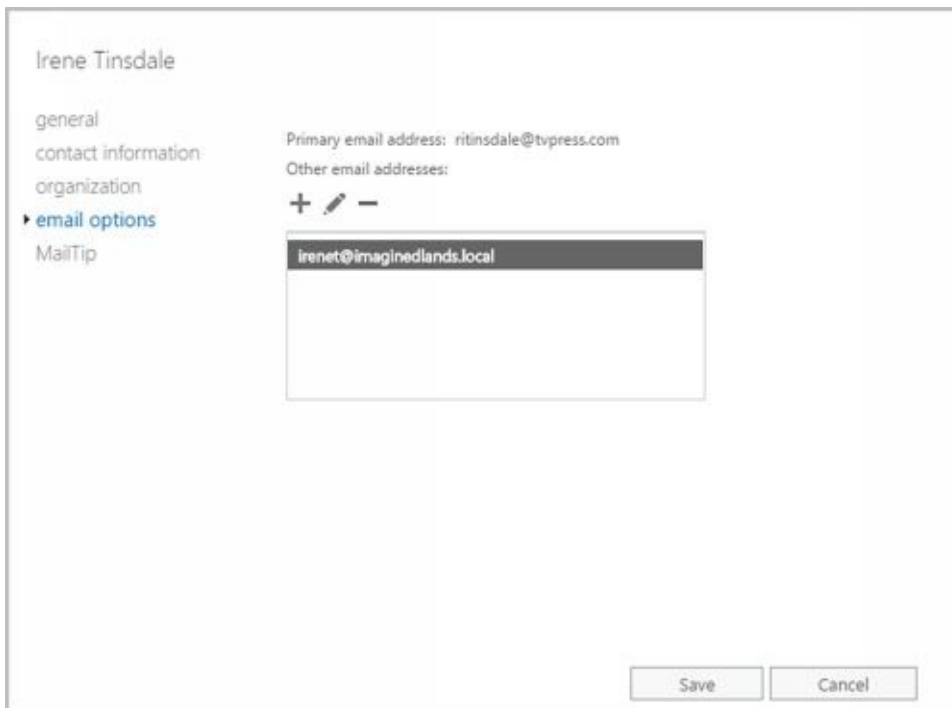 Irene Tinsdale
general
contact information
organization
email options
MailTip
Primary email address: ritinsdale@tvpress.com
Other email addresses:
irenet@imaginedlands.local
Save
Cancel